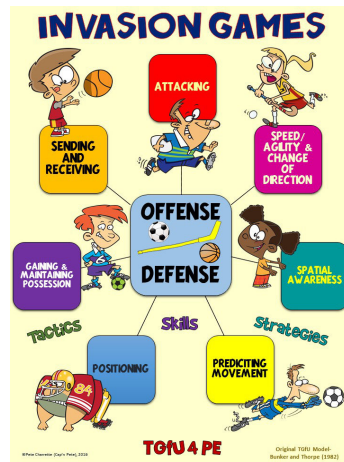 INVASION GAMES
ATTACKING
SENDING
AND
RECEIVING
SPEED/
AGILITY &
CHANGE
OF
DIRECTION
OFFENSE
DEFENSE
GAINING &
MAINTAINING
POSSESSION
SPATIAL
AWARENESS
Tactics
Skills
Strategies
POSITIONING
PREDICITING
MOVEMENT
84
TGfU 4 PE
©Pete Charrette {Cap'n Pete}, 2016
Original TGfU Model-
Bunker and Thorpe (1982)